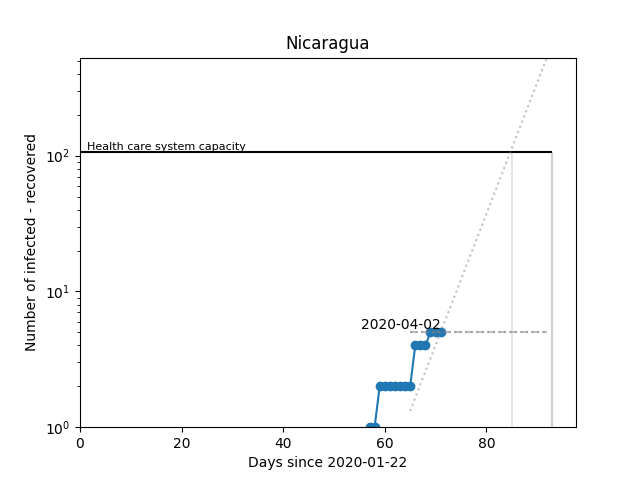 Nicaragua
Number of infected - recovered
10²
10¹
10⁰
Health care system capacity
2020-04-02
0 20 40 60 80
Days since 2020-01-22